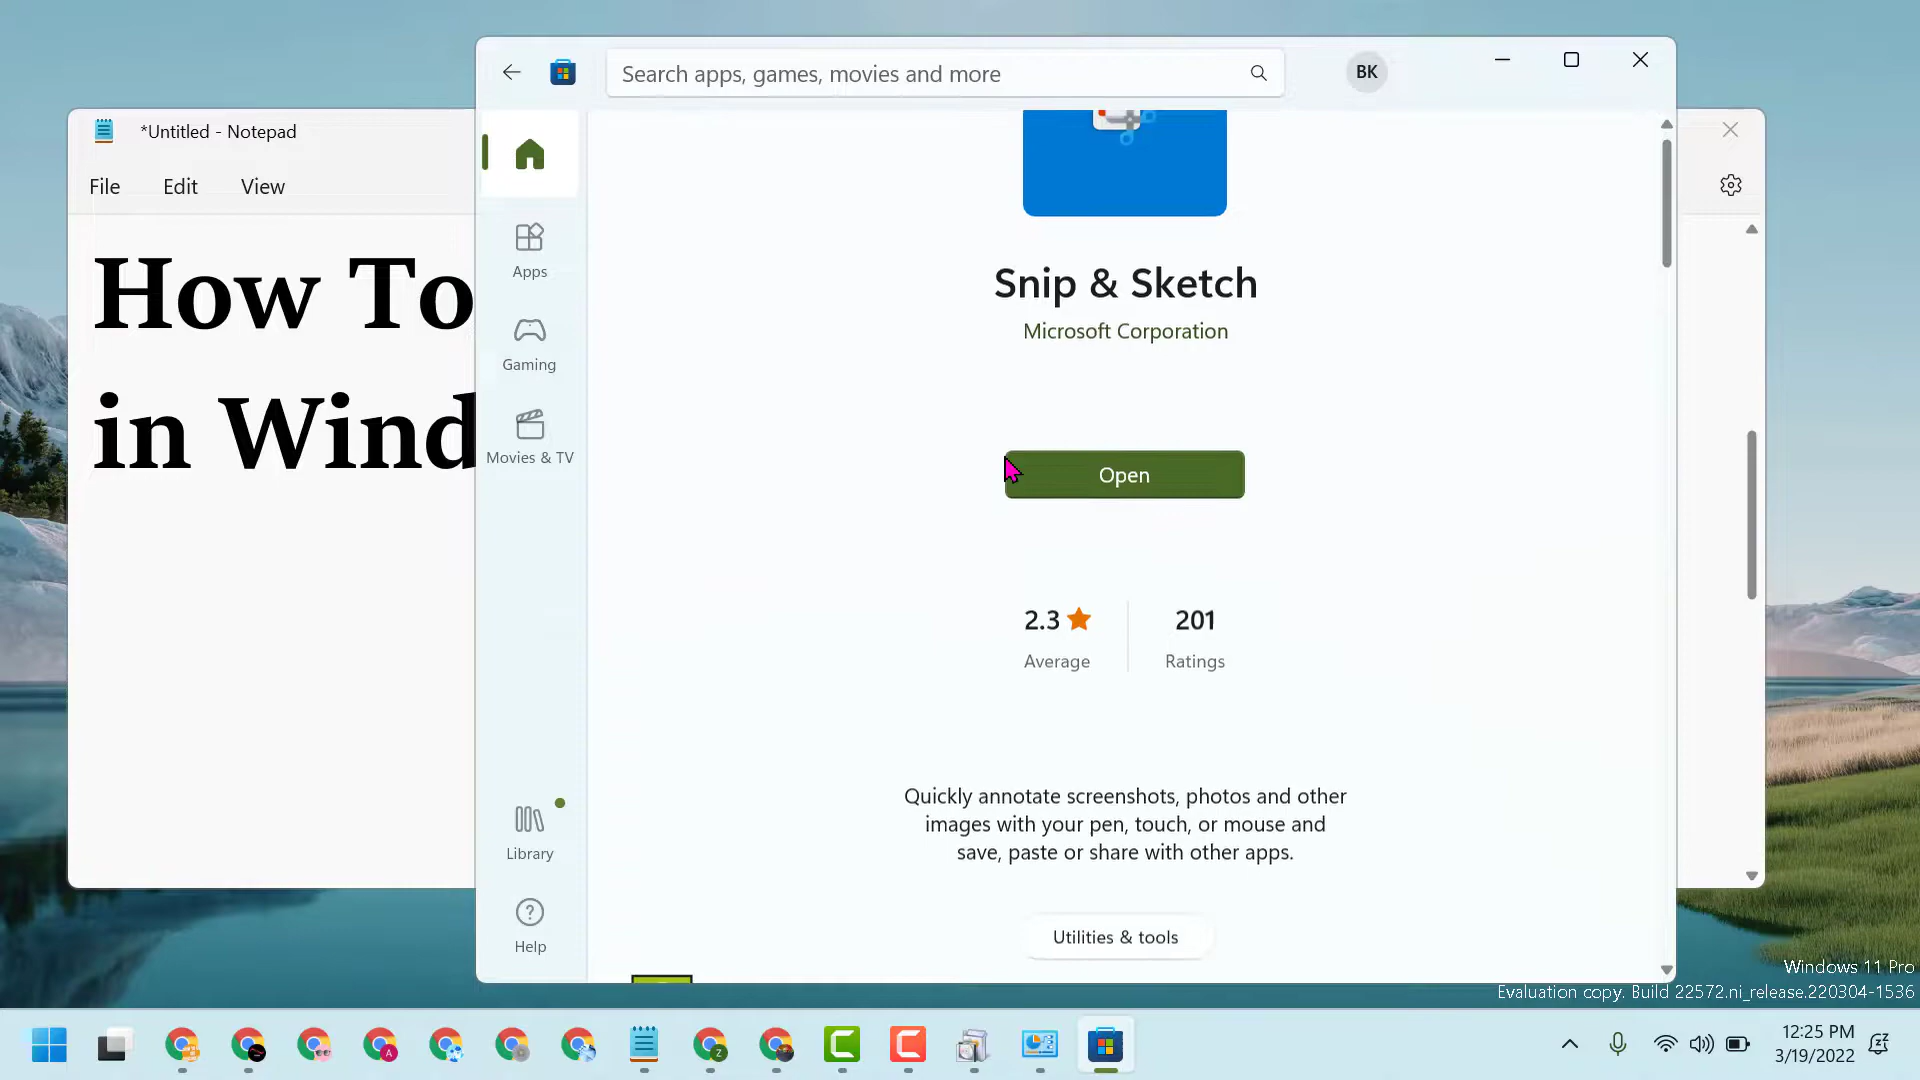 Search apps, games, movies and more
BK
*Untitled - Notepad
File
Edit
View
How To
in Wind
Apps
Gaming
Movies & TV
Library
Help
Snip & Sketch
Microsoft Corporation
Open
2.3
Average
201
Ratings
Quickly annotate screenshots, photos and other
images with your pen, touch, or mouse and
save, paste or share with other apps.
Utilities & tools
Windows 11 Pro
Evaluation copy. Build 22572.ni_release.220304-1536
A
Z
12:25 PM
3/19/2022